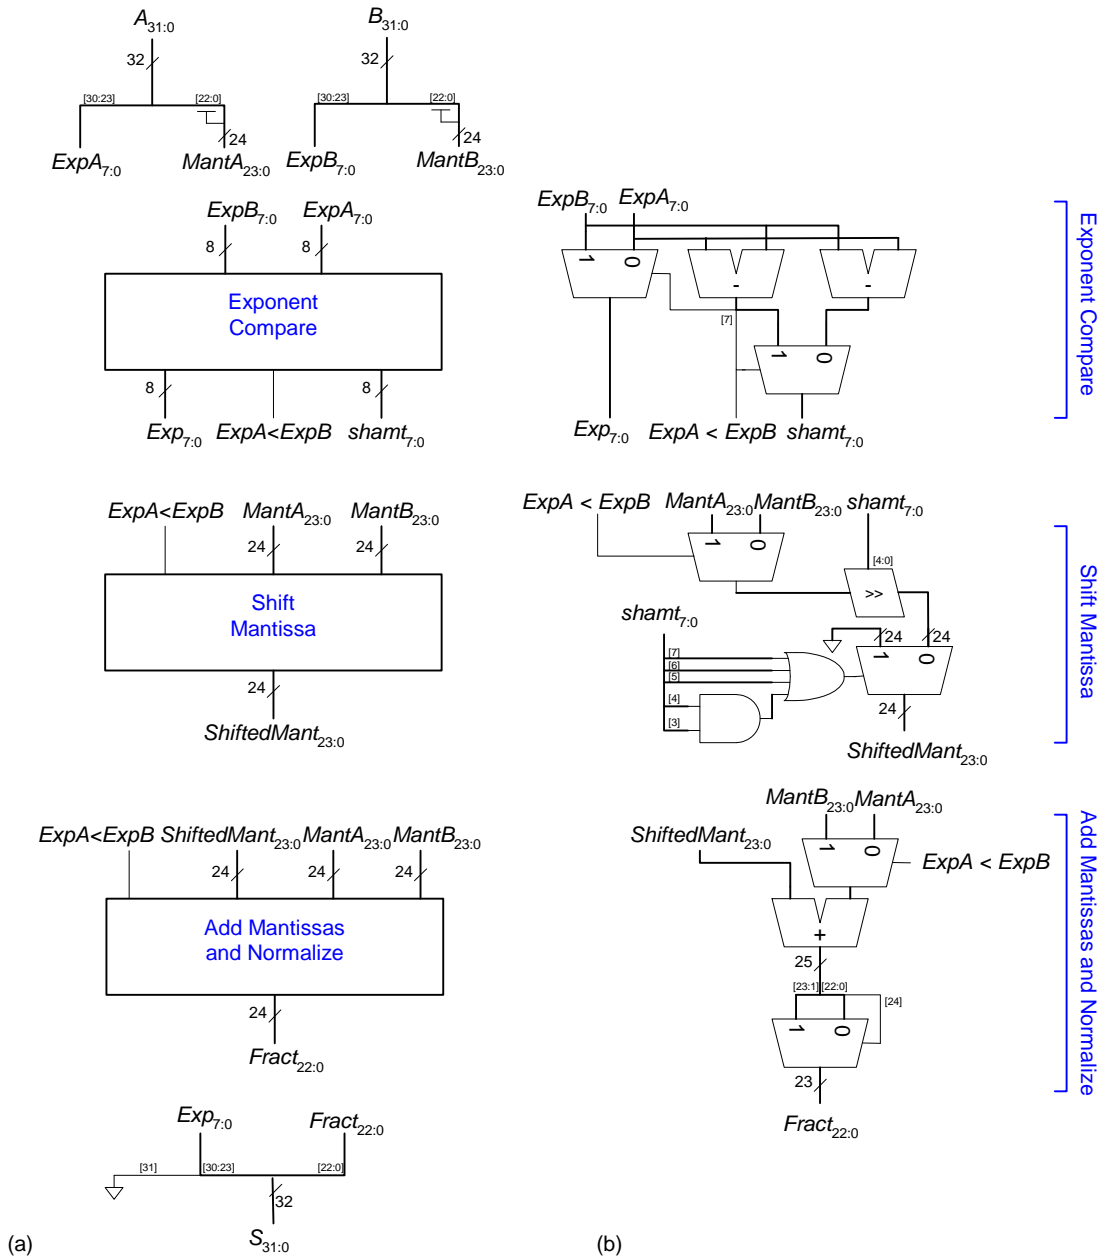 A31:0
B31:0
32
32
[30:23] [22:0]
[30:23] [22:0]
24
24
ExpA7:0 MantA23:0
ExpB7:0 MantB23:0
ExpB7:0 ExpA7:0
8 8
Exponent
Compare
8 8
Exp7:0 ExpA<ExpB shamt7:0
ExpA<ExpB MantA23:0 MantB23:0
24 24
Shift
Mantissa
24
ShiftedMant23:0
ExpA<ExpB ShiftedMant23:0 MantA23:0 MantB23:0
24 24 24
Add Mantissas
and Normalize
24
Fract22:0
Exp7:0 Fract22:0
[31] [30:23] [22:0]
32
S31:0
(a)
ExpB7:0 ExpA7:0
1 0
- -
[7]
1 0
Exp7:0 ExpA < ExpB shamt7:0
Exponent Compare
ExpA < ExpB MantA23:0 MantB23:0 shamt7:0
1 0
[4:0]
>>
shamt7:0
24 24
[7]
[6]
[5]
[4]
[3]
1 0
24
ShiftedMant23:0
Shift Mantissa
MantB23:0 MantA23:0
ShiftedMant23:0
1 0
ExpA < ExpB
+
25
[23:1] [22:0]
[24]
1 0
23
Fract22:0
Add Mantissas and Normalize
(b)